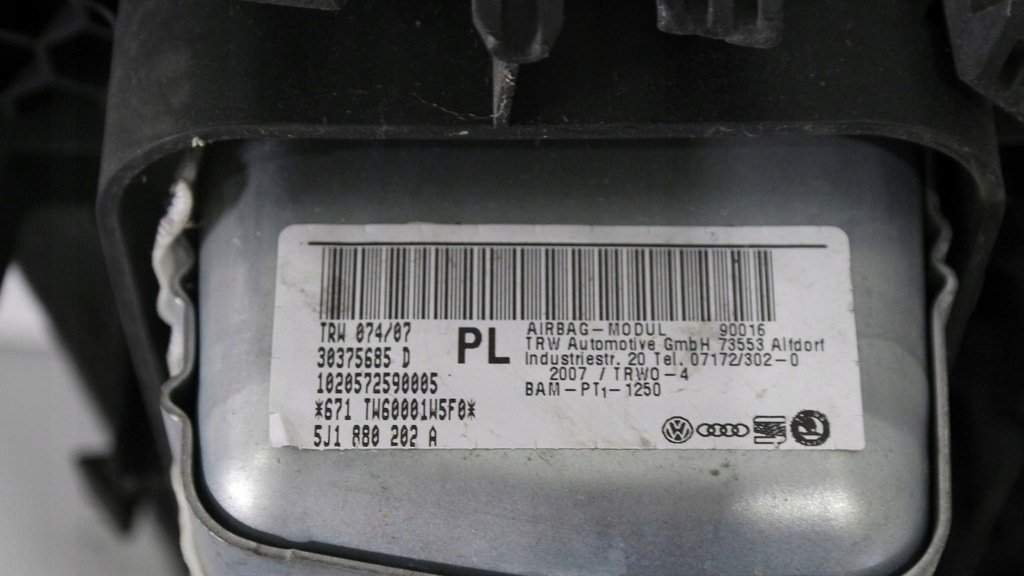 TRW 074/07
30375685 D
1020572590005
*671 TW60001W5F0*
5J1 880 202 A
PL
AIRBAG-MODUL 90016
TRW Automotive GmbH 73553 Alfdorf
Industriestr. 20 Tel. 07172/302-0
2007 / TRWO-4
BAM-PT1-1250